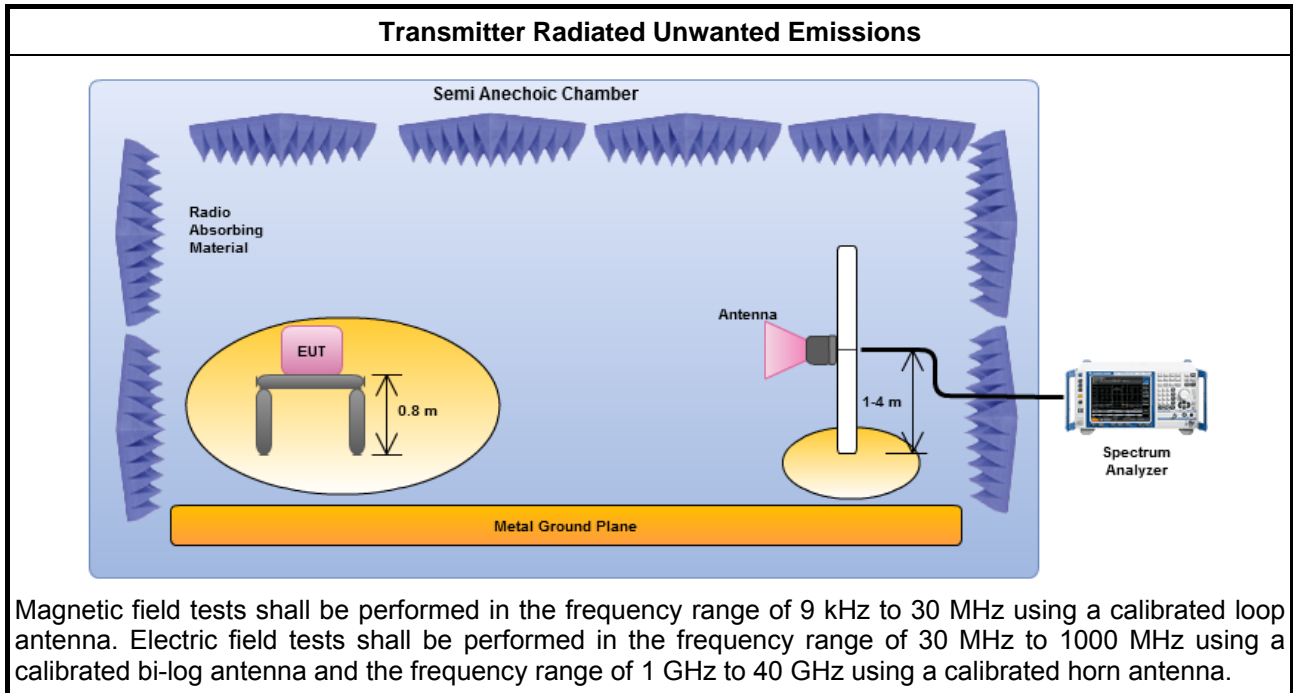 Transmitter Radiated Unwanted Emissions
Semi Anechoic Chamber
Radio
Absorbing
Material
Antenna
EUT
0.8 m
1-4 m
Spectrum
Analyzer
Metal Ground Plane
Magnetic field tests shall be performed in the frequency range of 9 kHz to 30 MHz using a calibrated loop
antenna. Electric field tests shall be performed in the frequency range of 30 MHz to 1000 MHz using a
calibrated bi-log antenna and the frequency range of 1 GHz to 40 GHz using a calibrated horn antenna.